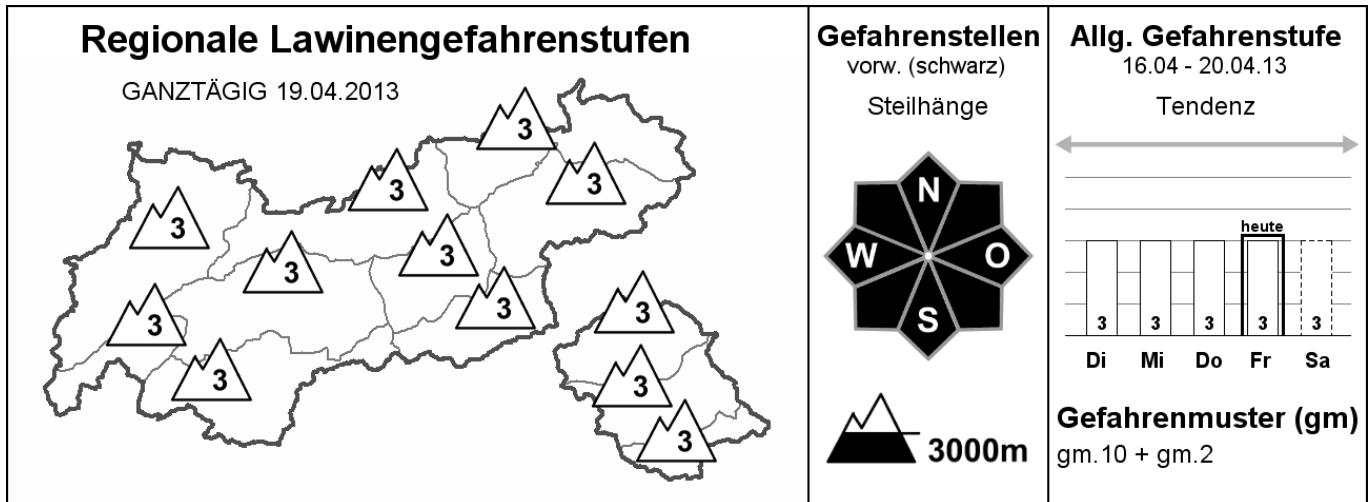 Regionale Lawinengefahrenstufen
GANZTÄGIG 19.04.2013
3
3
3
3
3
3
3
3
3
3
3
3
Gefahrenstellen
vorw. (schwarz)
Steilhänge
N
W O
S
3000m
Allg. Gefahrenstufe
16.04 - 20.04.13
Tendenz
heute
3 3 3 3 3
Di Mi Do Fr Sa
Gefahrenmuster (gm)
gm.10 + gm.2